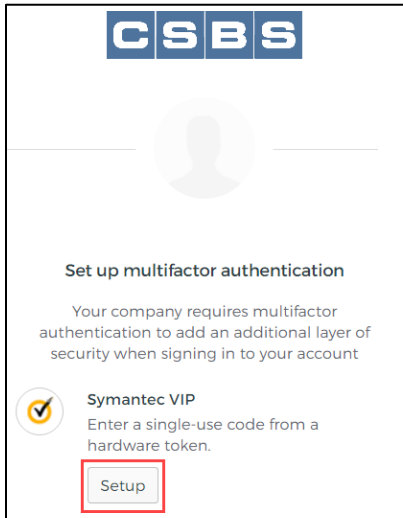 CSBS
Set up multifactor authentication
Your company requires multifactor
authentication to add an additional layer of
security when signing in to your account
Symantec VIP
Enter a single-use code from a
hardware token.
Setup